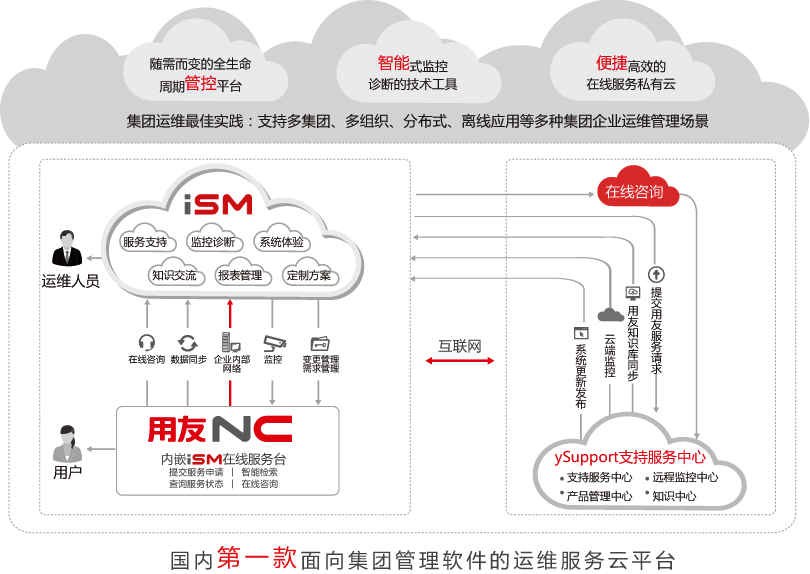 随需而变的全生命
周期管控平台
智能式监控
诊断的技术工具
便捷高效的
在线服务私有云
集团运维最佳实践：支持多集团、多组织、分布式、离线应用等多种集团企业运维管理场景
iSM
服务支持
监控诊断
系统体验
知识交流
报表管理
定制方案
运维人员
在线咨询
数据同步
企业内部
网络
监控
变更管理
需求管理
用友NC
内嵌iSM在线服务台
提交服务申请 | 智能检索
查询服务状态 | 在线咨询
用户
互联网
在线咨询
提交用友服务请求
用友知识库同步
云端监控
系统更新发布
ySupport支持服务中心
• 支持服务中心 • 远程监控中心
• 产品管理中心 • 知识中心
国内第一款面向集团管理软件的运维服务云平台